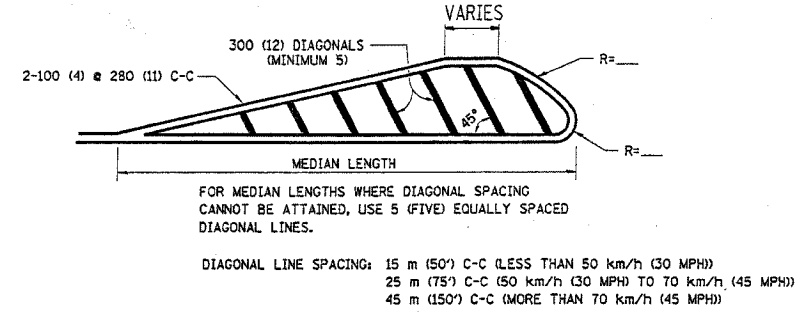 VARIES
300 (12) DIAGONALS
(MINIMUM 5)
R=___
2-100 (4) @ 280 (11) C-C
45°
R=___
MEDIAN LENGTH
FOR MEDIAN LENGTHS WHERE DIAGONAL SPACING
CANNOT BE ATTAINED, USE 5 (FIVE) EQUALLY SPACED
DIAGONAL LINES.
DIAGONAL LINE SPACING: 15 m (50') C-C (LESS THAN 50 km/h (30 MPH))
25 m (75') C-C (50 km/h (30 MPH) TO 70 km/h (45 MPH))
45 m (150') C-C (MORE THAN 70 km/h (45 MPH))